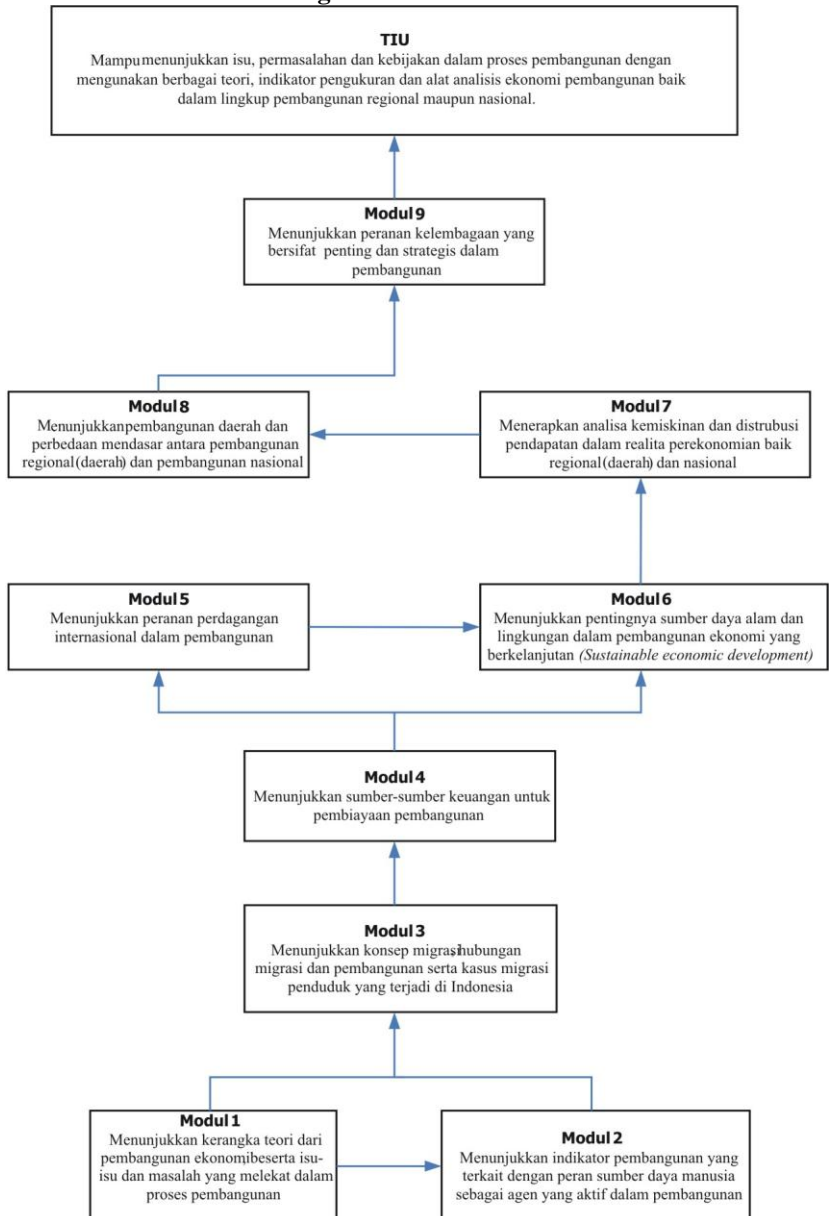 TIU
Mampu menunjukkan isu, permasalahan dan kebijakan dalam proses pembangunan dengan
mengunakan berbagai teori, indikator pengukuran dan alat analisis ekonomi pembangunan baik
dalam lingkup pembangunan regional maupun nasional.
Modul 9
Menunjukkan peranan kelembagaan yang
bersifat penting dan strategis dalam
pembangunan
Modul 8
Menunjukkanpembangunan daerah dan
perbedaan mendasar antara pembangunan
regional(daerah) dan pembangunan nasional
Modul 7
Menerapkan analisa kemiskinan dan distrubusi
pendapatan dalam realita perekonomian baik
regional(daerah) dan nasional
Modul 5
Menunjukkan peranan perdagangan
internasional dalam pembangunan
Modul 6
Menunjukkan pentingnya sumber daya alam dan
lingkungan dalam pembangunan ekonomi yang
berkelanjutan (Sustainable economic development)
Modul 4
Menunjukkan sumber-sumber keuangan untuk
pembiayaan pembangunan
Modul 3
Menunjukkan konsep migrasi,hubungan
migrasi dan pembangunan serta kasus migrasi
penduduk yang terjadi di Indonesia
Modul 1
Menunjukkan kerangka teori dari
pembangunan ekonomi,beserta isu-
isu dan masalah yang melekat dalam
proses pembangunan
Modul 2
Menunjukkan indikator pembangunan yang
terkait dengan peran sumber daya manusia
sebagai agen yang aktif dalam pembangunan